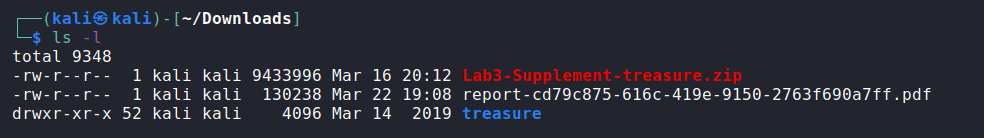 ┌──(kali㉿kali)-[~/Downloads]
└─$ ls -l
total 9348
-rw-r--r--  1 kali kali 9433996 Mar 16 20:12 Lab3-Supplement-treasure.zip
-rw-r--r--  1 kali kali  130238 Mar 22 19:08 report-cd79c875-616c-419e-9150-2763f690a7ff.pdf
drwxr-xr-x 52 kali kali    4096 Mar 14  2019 treasure